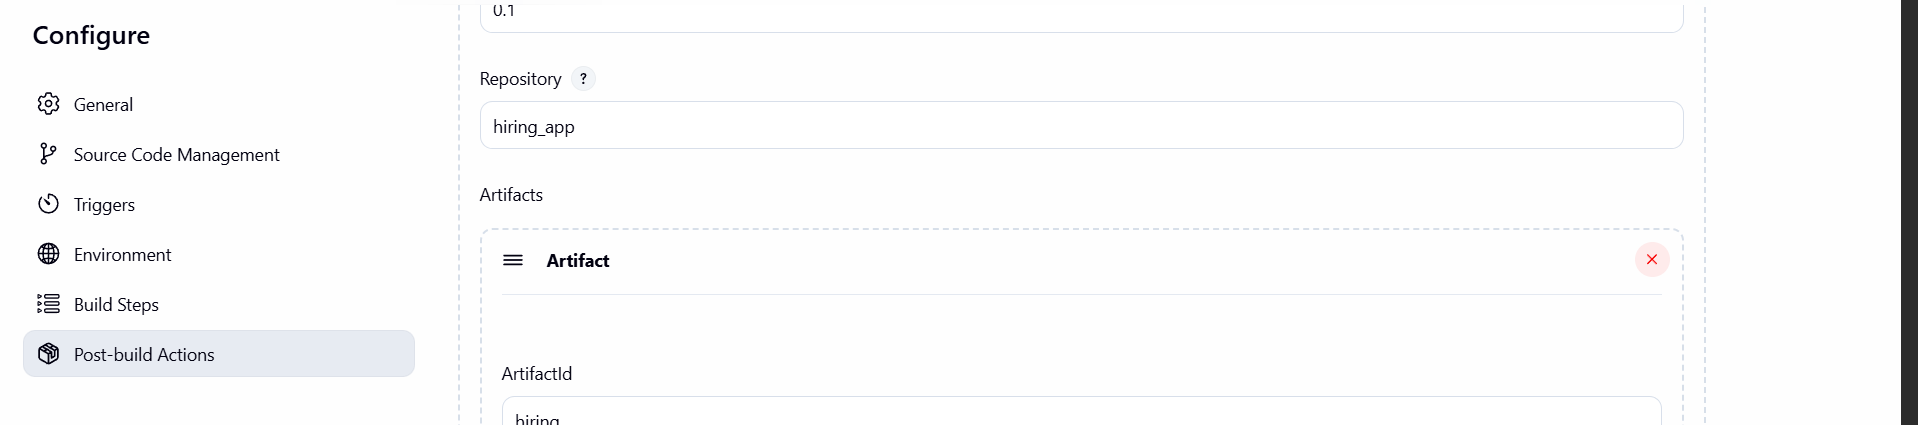 Configure
General
Source Code Management
Triggers
Environment
Build Steps
Post-build Actions
0.1
Repository ?
hiring_app
Artifacts
Artifact
ArtifactId
hiring